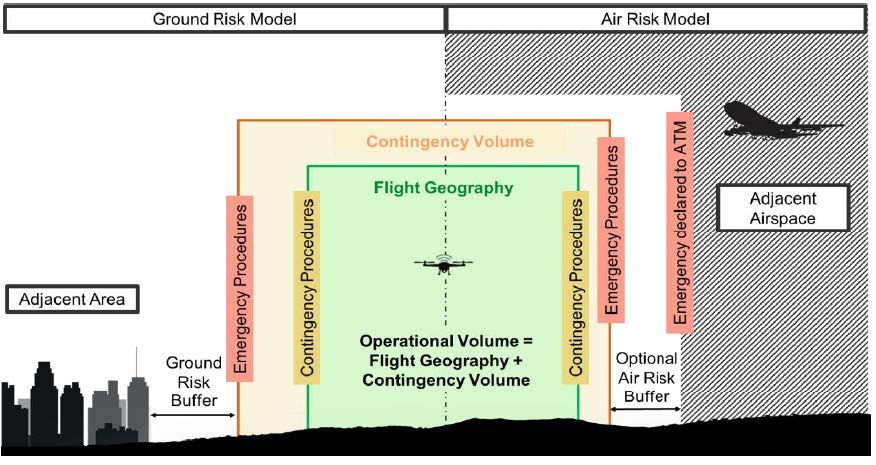 Ground Risk Model
Air Risk Model
Contingency Volume
Flight Geography
Emergency Procedures
Contingency Procedures
Contingency Procedures
Emergency Procedures
Emergency declared to ATM
Adjacent
Airspace
Adjacent Area
Operational Volume =
Flight Geography +
Contingency Volume
Ground
Risk
Buffer
Optional
Air Risk
Buffer